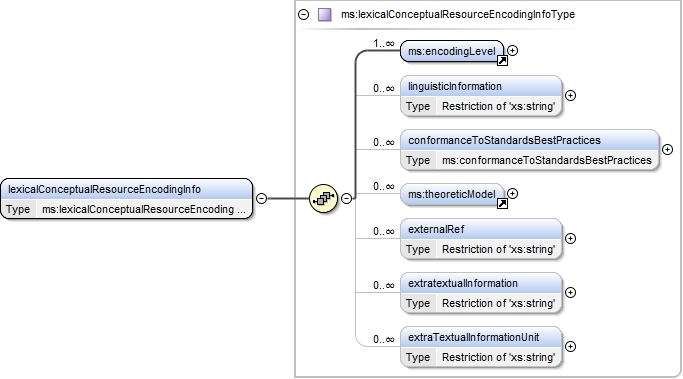 ms:lexicalConceptualResourceEncodingInfoType
1..∞
ms:encodingLevel
0..∞
linguisticInformation
Type Restriction of 'xs:string'
0..∞
conformanceToStandardsBestPractices
Type ms:conformanceToStandardsBestPractices
lexicalConceptualResourceEncodingInfo
Type ms:lexicalConceptualResourceEncoding ...
0..∞
ms:theoreticModel
0..∞
externalRef
Type Restriction of 'xs:string'
0..∞
extratextualInformation
Type Restriction of 'xs:string'
0..∞
extraTextualInformationUnit
Type Restriction of 'xs:string'